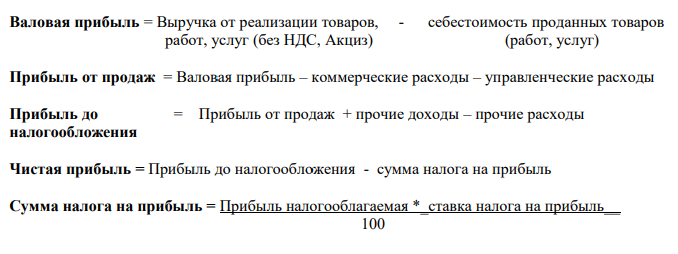 Валовая прибыль = Выручка от реализации товаров, - себестоимость проданных товаров
работ, услуг (без НДС, Акциз) (работ, услуг)
Прибыль от продаж = Валовая прибыль – коммерческие расходы – управленческие расходы
Прибыль до = Прибыль от продаж + прочие доходы – прочие расходы
налогообложения
Чистая прибыль = Прибыль до налогообложения - сумма налога на прибыль
Сумма налога на прибыль = Прибыль налогооблагаемая *_ставка налога на прибыль__
100